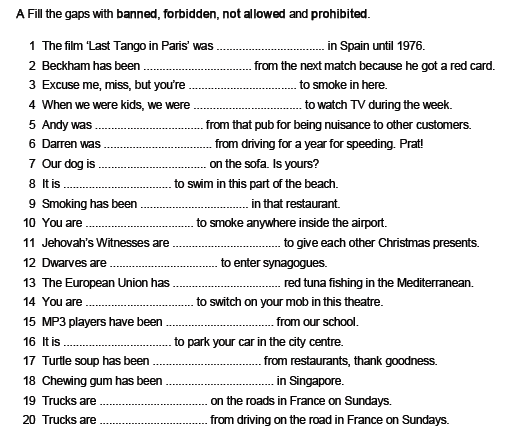 A Fill the gaps with banned, forbidden, not allowed and prohibited.
1 The film ‘Last Tango in Paris’ was .................................. in Spain until 1976.
2 Beckham has been .................................. from the next match because he got a red card.
3 Excuse me, miss, but you’re .................................. to smoke in here.
4 When we were kids, we were .................................. to watch TV during the week.
5 Andy was .................................. from that pub for being nuisance to other customers.
6 Darren was .................................. from driving for a year for speeding. Prat!
7 Our dog is .................................. on the sofa. Is yours?
8 It is .................................. to swim in this part of the beach.
9 Smoking has been .................................. in that restaurant.
10 You are .................................. to smoke anywhere inside the airport.
11 Jehovah’s Witnesses are .................................. to give each other Christmas presents.
12 Dwarves are .................................. to enter synagogues.
13 The European Union has .................................. red tuna fishing in the Mediterranean.
14 You are .................................. to switch on your mob in this theatre.
15 MP3 players have been .................................. from our school.
16 It is .................................. to park your car in the city centre.
17 Turtle soup has been .................................. from restaurants, thank goodness.
18 Chewing gum has been .................................. in Singapore.
19 Trucks are .................................. on the roads in France on Sundays.
20 Trucks are .................................. from driving on the road in France on Sundays.